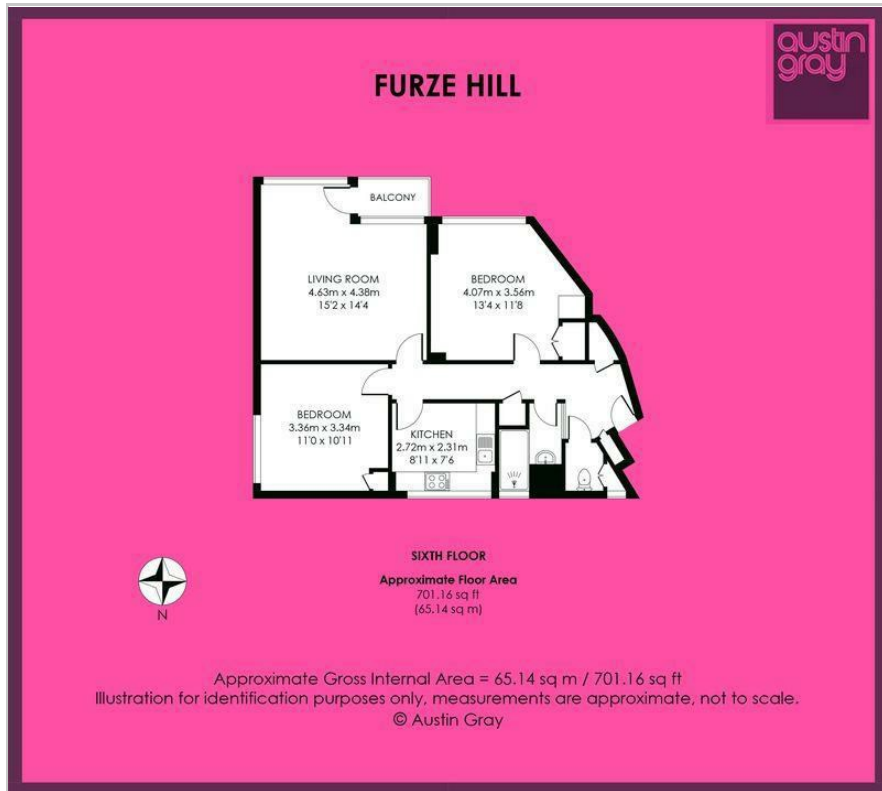 austin
gray
FURZE HILL
BALCONY
LIVING ROOM
4.63m x 4.38m
15'2 x 14'4
BEDROOM
4.07m x 3.56m
13'4 x 11'8
BEDROOM
3.36m x 3.34m
11'0 x 10'11
KITCHEN
2.72m x 2.31m
8'11 x 7'6
N
SIXTH FLOOR
Approximate Floor Area
701.16 sq ft
(65.14 sq m)
Approximate Gross Internal Area = 65.14 sq m / 701.16 sq ft
Illustration for identification purposes only, measurements are approximate, not to scale.
© Austin Gray